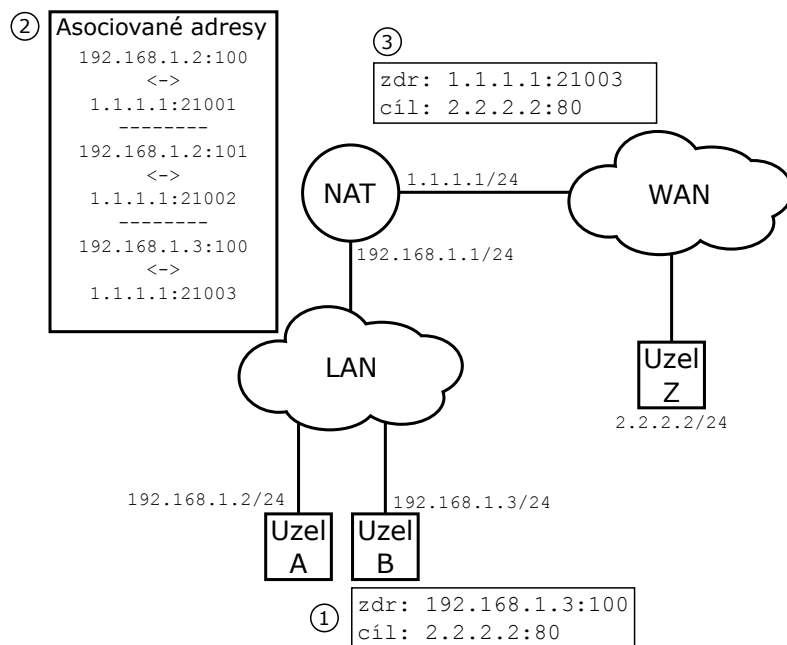 ②
Asociované adresy
192.168.1.2:100
<->
1.1.1.1:21001
--------
192.168.1.2:101
<->
1.1.1.1:21002
--------
192.168.1.3:100
<->
1.1.1.1:21003
③
zdr: 1.1.1.1:21003
cíl: 2.2.2.2:80
NAT
1.1.1.1/24
WAN
192.168.1.1/24
LAN
Uzel
Z
2.2.2.2/24
192.168.1.2/24
192.168.1.3/24
Uzel
A
Uzel
B
①
zdr: 192.168.1.3:100
cíl: 2.2.2.2:80